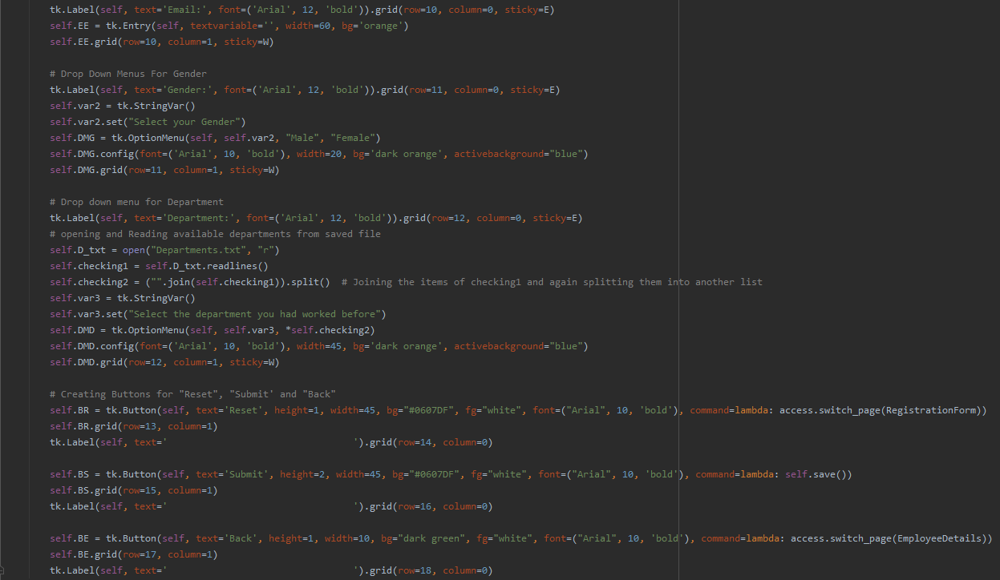 tk.Label(self, text='Email:', font=('Arial', 12, 'bold')).grid(row=10, column=0, sticky=E)
self.EE = tk.Entry(self, textvariable='', width=60, bg='orange')
self.EE.grid(row=10, column=1, sticky=W)
# Drop Down Menus For Gender
tk.Label(self, text='Gender:', font=('Arial', 12, 'bold')).grid(row=11, column=0, sticky=E)
self.var2 = tk.StringVar()
self.var2.set("Select your Gender")
self.DMG = tk.OptionMenu(self, self.var2, "Male", "Female")
self.DMG.config(font=('Arial', 10, 'bold'), width=20, bg='dark orange', activebackground="blue")
self.DMG.grid(row=11, column=1, sticky=W)
# Drop down menu for Department
tk.Label(self, text='Department:', font=('Arial', 12, 'bold')).grid(row=12, column=0, sticky=E)
# opening and Reading available departments from saved file
self.D_txt = open("Departments.txt", "r")
self.checking1 = self.D_txt.readlines()
self.checking2 = ("".join(self.checking1)).split()  # Joining the items of checking1 and again splitting them into another list
self.var3 = tk.StringVar()
self.var3.set("Select the department you had worked before")
self.DMD = tk.OptionMenu(self, self.var3, *self.checking2)
self.DMD.config(font=('Arial', 10, 'bold'), width=45, bg='dark orange', activebackground="blue")
self.DMD.grid(row=12, column=1, sticky=W)
# Creating Buttons for "Reset", "Submit' and "Back"
self.BR = tk.Button(self, text='Reset', height=1, width=45, bg="#0607DF", fg="white", font=("Arial", 10, 'bold'), command=lambda: access.switch_page(RegistrationForm))
self.BR.grid(row=13, column=1)
tk.Label(self, text='                                 ').grid(row=14, column=0)
self.BS = tk.Button(self, text='Submit', height=2, width=45, bg="#0607DF", fg="white", font=("Arial", 10, 'bold'), command=lambda: self.save())
self.BS.grid(row=15, column=1)
tk.Label(self, text='                                 ').grid(row=16, column=0)
self.BE = tk.Button(self, text='Back', height=1, width=10, bg="dark green", fg="white", font=("Arial", 10, 'bold'), command=lambda: access.switch_page(EmployeeDetails))
self.BE.grid(row=17, column=1)
tk.Label(self, text='                                 ').grid(row=18, column=0)